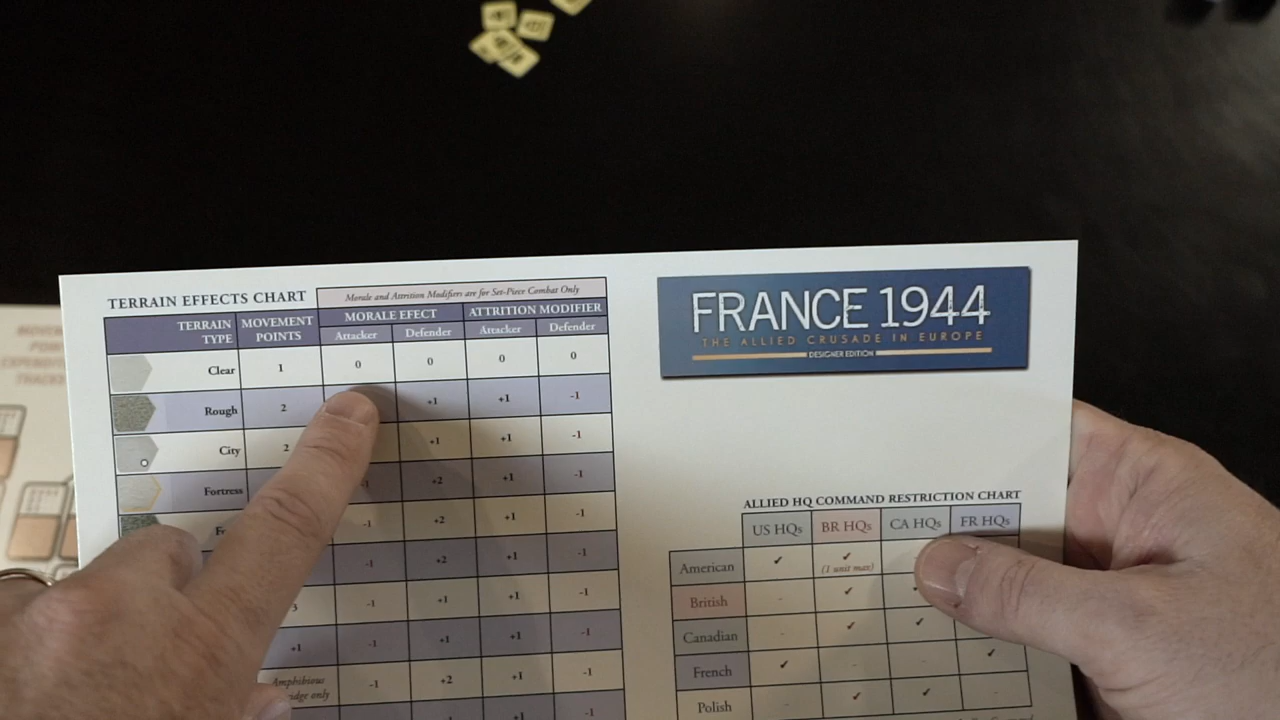 TERRAIN EFFECTS CHART
Morale and Attrition Modifiers are for Set-Piece Combat Only
TERRAIN TYPE MOVEMENT POINTS MORALE EFFECT ATTRITION MODIFIER
Attacker Defender Attacker Defender
Clear 1 0 0 0 0
Rough 2 +1 +1 -1
City 2 +1 +1 -1
Fortress -1 +2 +1 -1
-1 +2 +1 -1
-1 +2 +1 -1
3 -1 +1 +1 -1
+1 -1 +1 +1 -1
Amphibious
only -1 +2 +1 -1
-1 +1 +1 -1
FRANCE 1944
THE ALLIED CRUSADE IN EUROPE
DESIGNER EDITION
ALLIED HQ COMMAND RESTRICTION CHART
US HQs BR HQs CA HQs FR HQs
American ✔ ✔ (1 unit max)
British - ✔
Canadian - ✔ ✔
French ✔ - - ✔
Polish - ✔ ✔ -